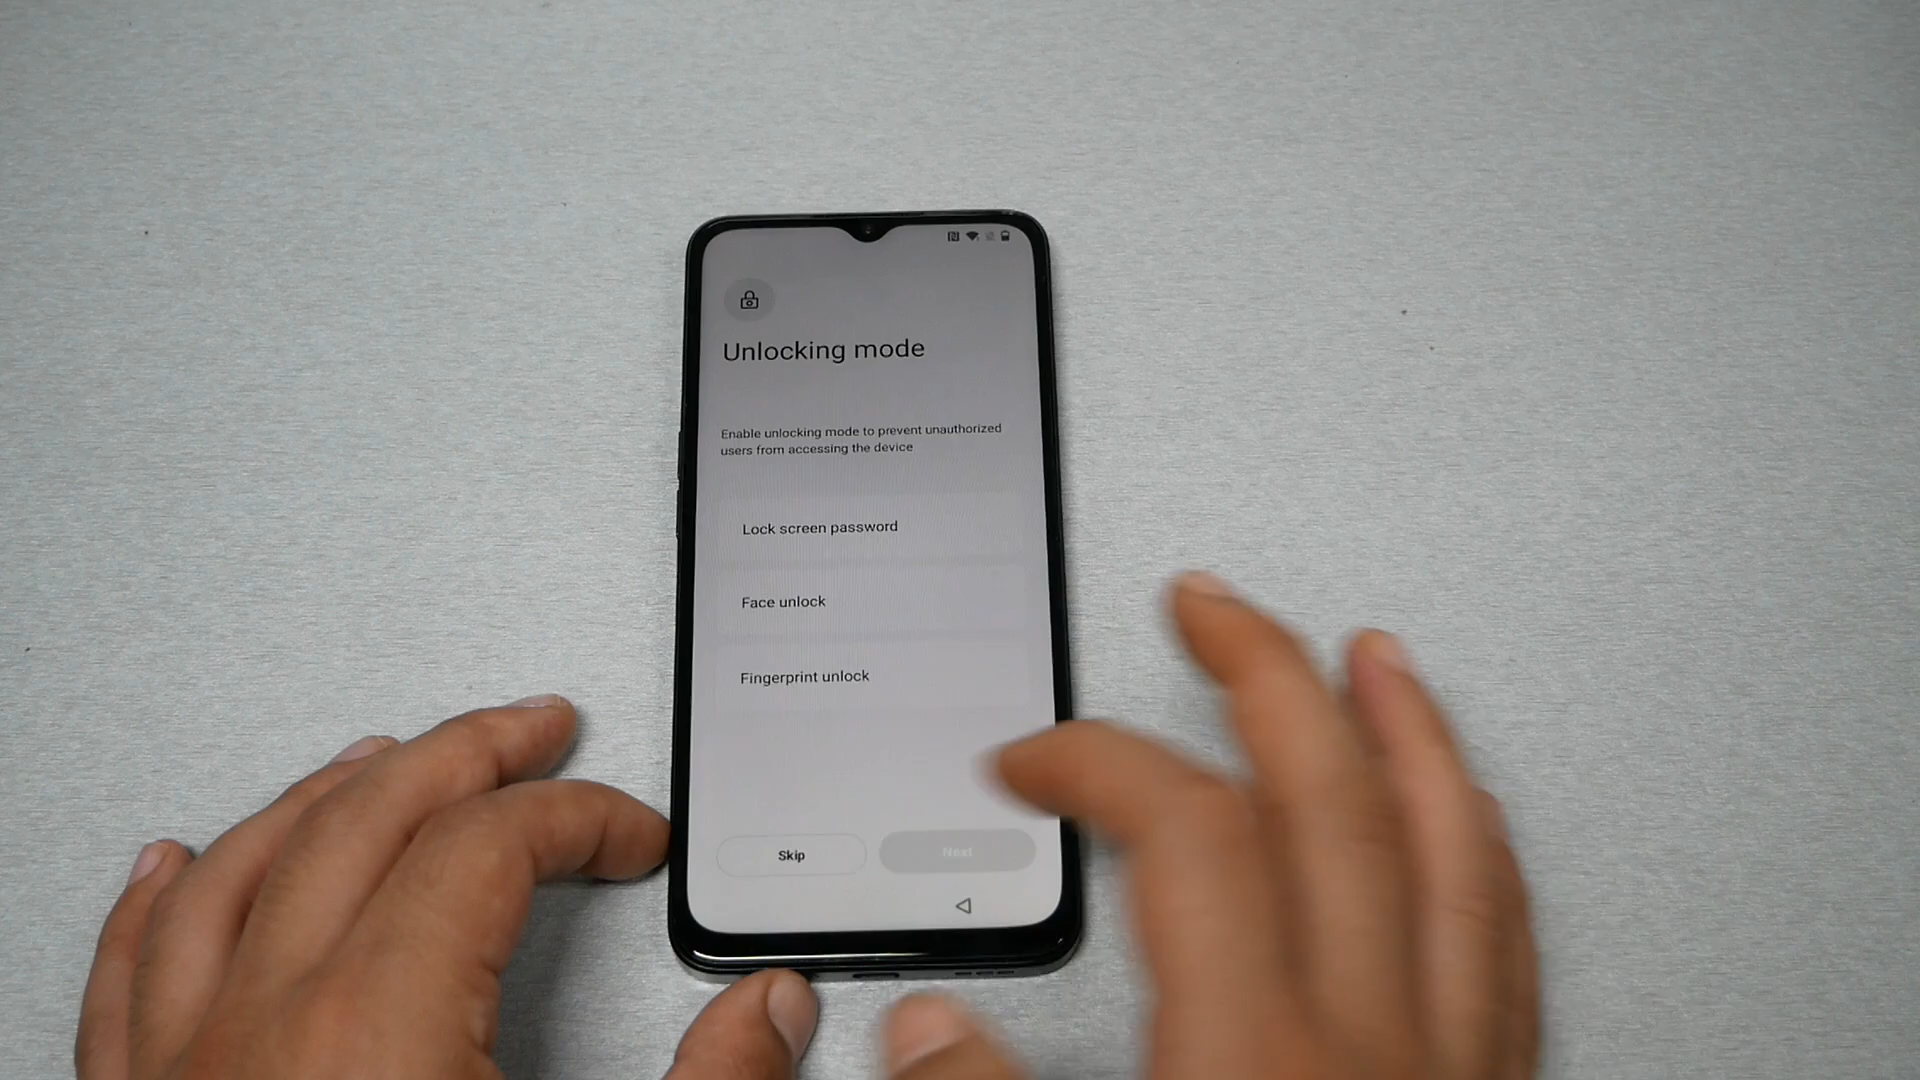 Unlocking mode
Enable unlocking mode to prevent unauthorized
users from accessing the device
Lock screen password
Face unlock
Fingerprint unlock
Skip
Next